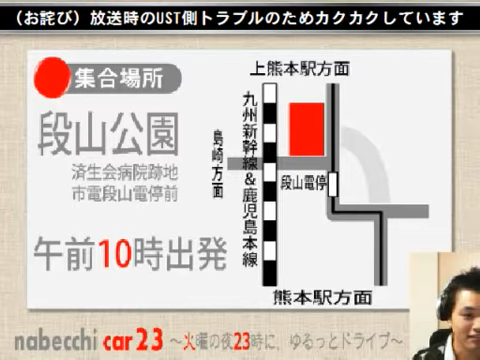 （お詫び）放送時のUST側トラブルのためカクカクしています
集合場所
段山公園
済生会病院跡地
市電段山電停前
午前10時出発
上熊本駅方面
九州新幹線&鹿児島本線
島崎方面
段山電停
熊本駅方面
nabecchi car23 〜火曜の夜23時に、ゆるっとドライブ〜